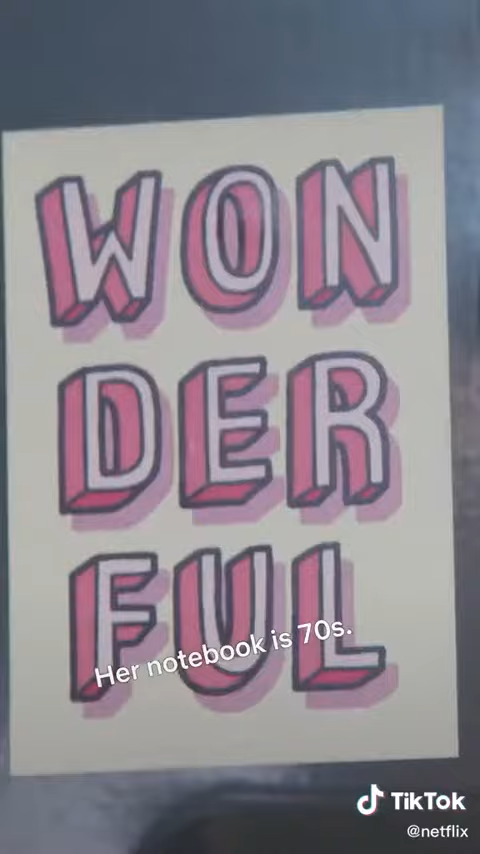 WON
DER
FUL
Her notebook is 70s.
TikTok
@netflix